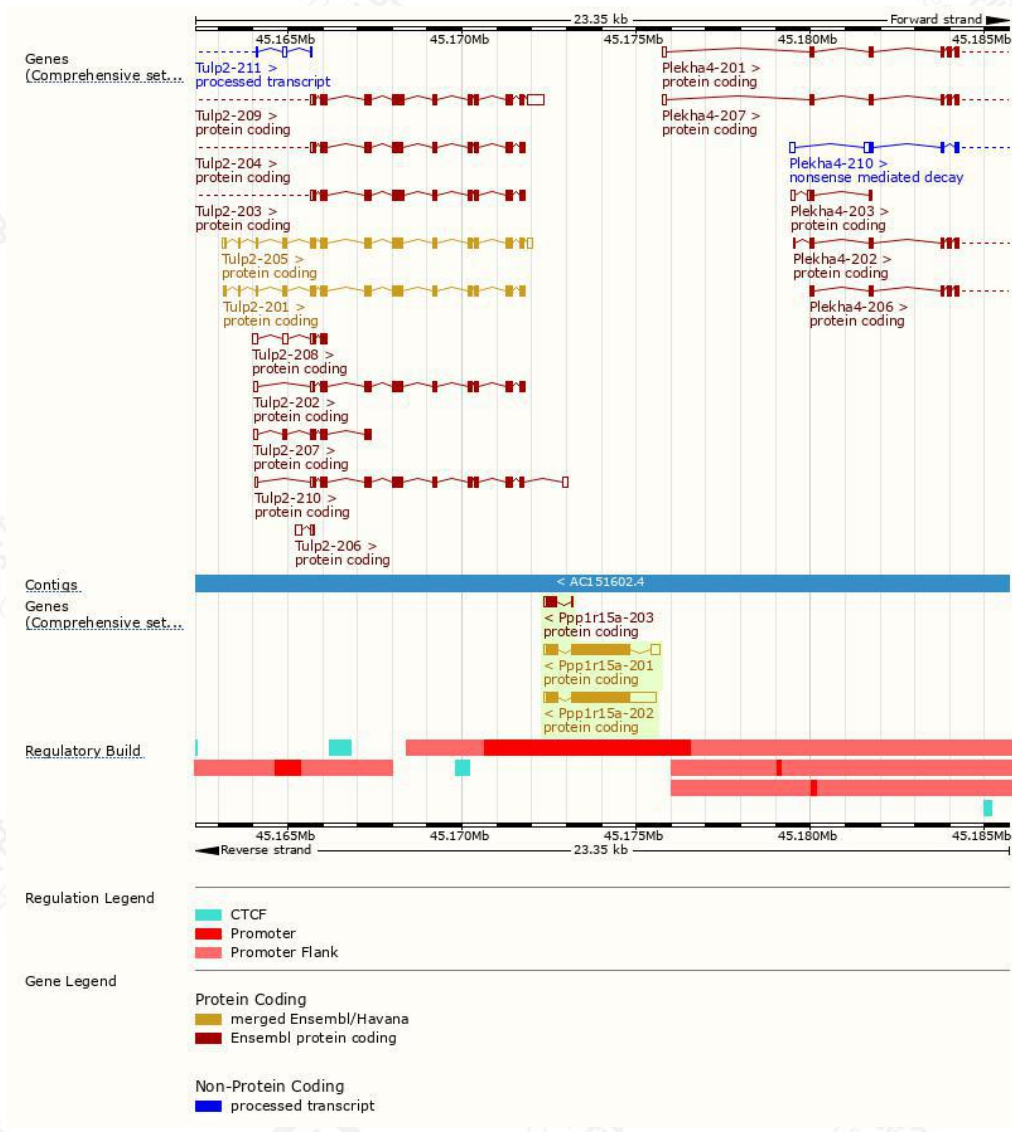 23.35 kb
Forward strand
45.165Mb 45.170Mb 45.175Mb 45.180Mb 45.185Mb
Genes
(Comprehensive set...
Tulp2-211 >
processed transcript
Plekha4-201 >
protein coding
Tulp2-209 >
protein coding
Plekha4-207 >
protein coding
Tulp2-204 >
protein coding
Plekha4-210 >
nonsense mediated decay
Tulp2-203 >
protein coding
Plekha4-203 >
protein coding
Tulp2-205 >
protein coding
Plekha4-202 >
protein coding
Tulp2-201 >
protein coding
Plekha4-206 >
protein coding
Tulp2-208 >
protein coding
Tulp2-202 >
protein coding
Tulp2-207 >
protein coding
Tulp2-210 >
protein coding
Tulp2-206 >
protein coding
Contigs
< AC151602.4
Genes
(Comprehensive set...
< Ppp1r15a-203
protein coding
< Ppp1r15a-201
protein coding
< Ppp1r15a-202
protein coding
Regulatory Build
45.165Mb 45.170Mb 45.175Mb 45.180Mb 45.185Mb
Reverse strand
23.35 kb
Regulation Legend
CTCF
Promoter
Promoter Flank
Gene Legend
Protein Coding
merged Ensembl/Havana
Ensembl protein coding
Non-Protein Coding
processed transcript